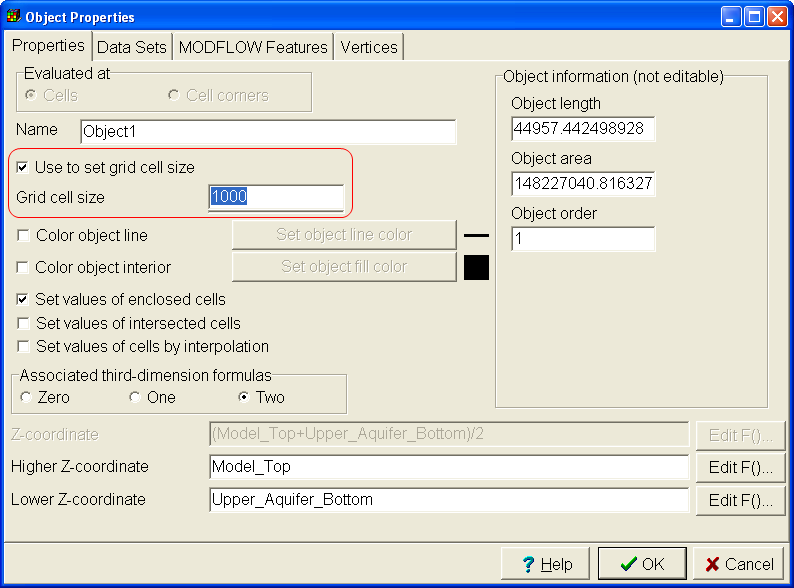 Object Properties
Properties Data Sets MODFLOW Features Vertices
Evaluated at
Cells Cell corners
Name Object1
Use to set grid cell size
Grid cell size 1000
Color object line Set object line color
Color object interior Set object fill color
Set values of enclosed cells
Set values of intersected cells
Set values of cells by interpolation
Associated third-dimension formulas
Zero One Two
Object information (not editable)
Object length
44957.442498928
Object area
148227040.816327
Object order
1
Z-coordinate (Model_Top+Upper_Aquifer_Bottom)/2 Edit F()...
Higher Z-coordinate Model_Top Edit F()...
Lower Z-coordinate Upper_Aquifer_Bottom Edit F()...
? Help OK Cancel